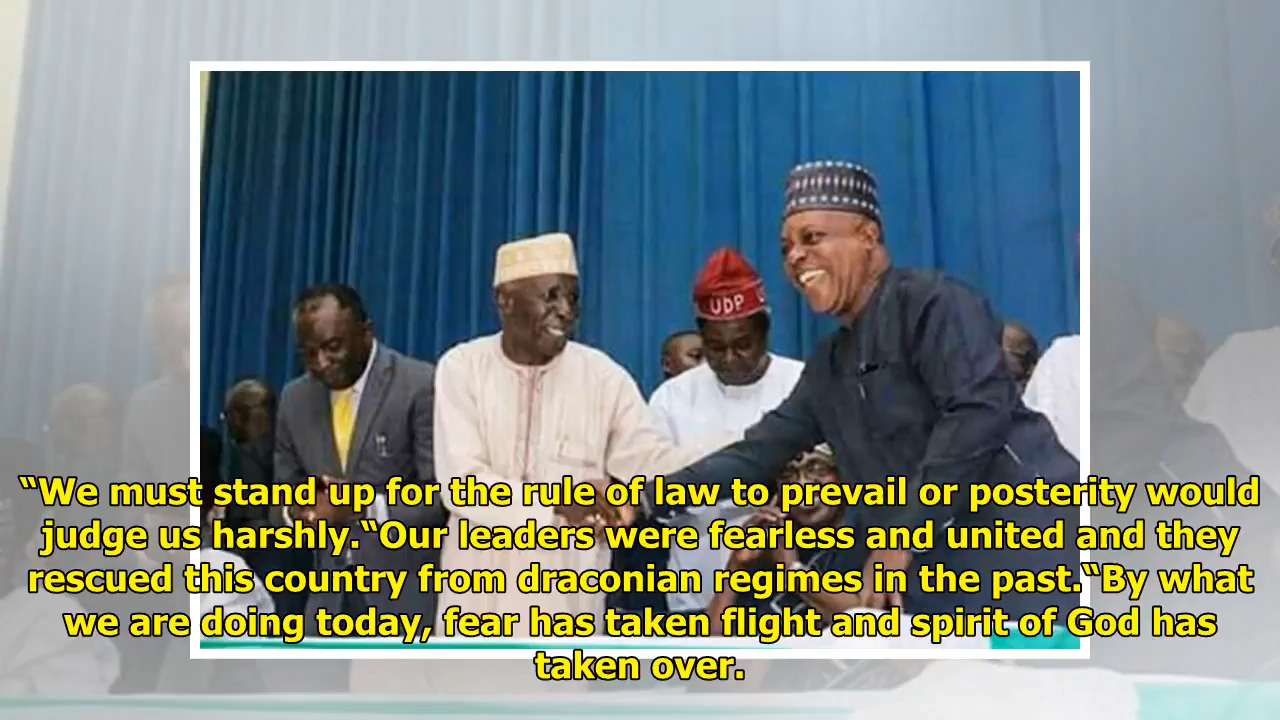 UDP
“We must stand up for the rule of law to prevail or posterity would
judge us harshly.“Our leaders were fearless and united and they
rescued this country from draconian regimes in the past.“By what
we are doing today, fear has taken flight and spirit of God has
taken over.